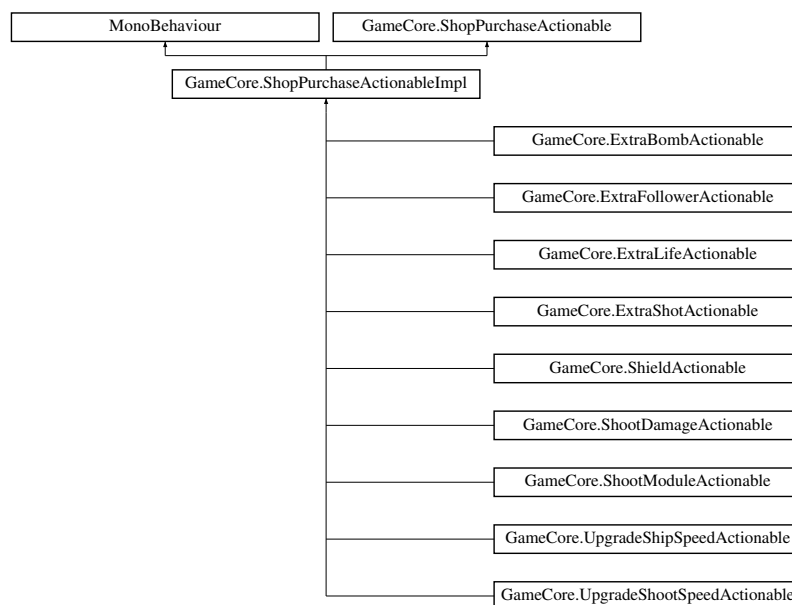 MonoBehaviour
GameCore.ShopPurchaseActionable
GameCore.ShopPurchaseActionableImpl
GameCore.ExtraBombActionable
GameCore.ExtraFollowerActionable
GameCore.ExtraLifeActionable
GameCore.ExtraShotActionable
GameCore.ShieldActionable
GameCore.ShootDamageActionable
GameCore.ShootModuleActionable
GameCore.UpgradeShipSpeedActionable
GameCore.UpgradeShootSpeedActionable